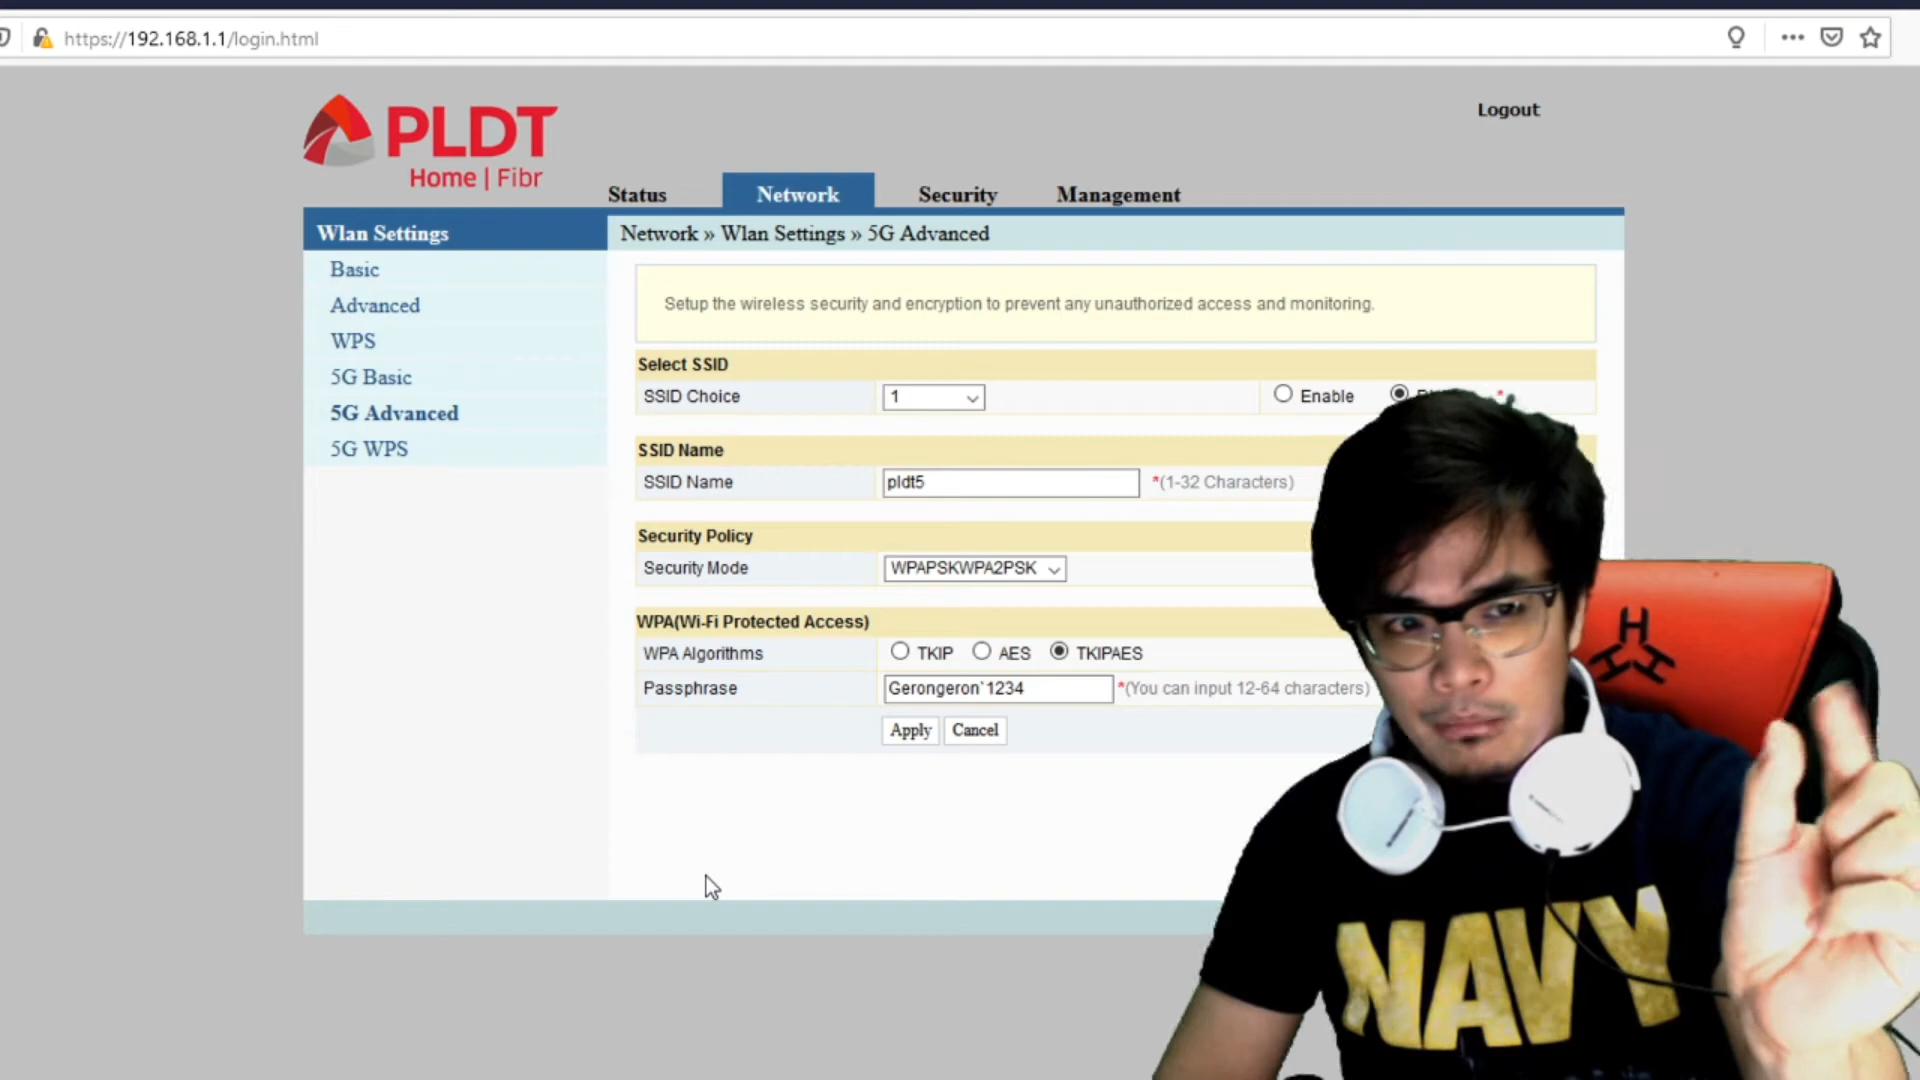 https://192.168.1.1/login.html
PLDT
Home | Fibr
Logout
Status Network Security Management
Wlan Settings
Network » Wlan Settings » 5G Advanced
Basic
Advanced
WPS
5G Basic
5G Advanced
5G WPS
Setup the wireless security and encryption to prevent any unauthorized access and monitoring.
Select SSID
SSID Choice 1 Enable
*
SSID Name
SSID Name pldt5 *(1-32 Characters)
Security Policy
Security Mode WPAPSKWPA2PSK
WPA(Wi-Fi Protected Access)
WPA Algorithms TKIP AES TKIPAES
Passphrase Gerongeron`1234 *(You can input 12-64 characters)
Apply Cancel
NAVY